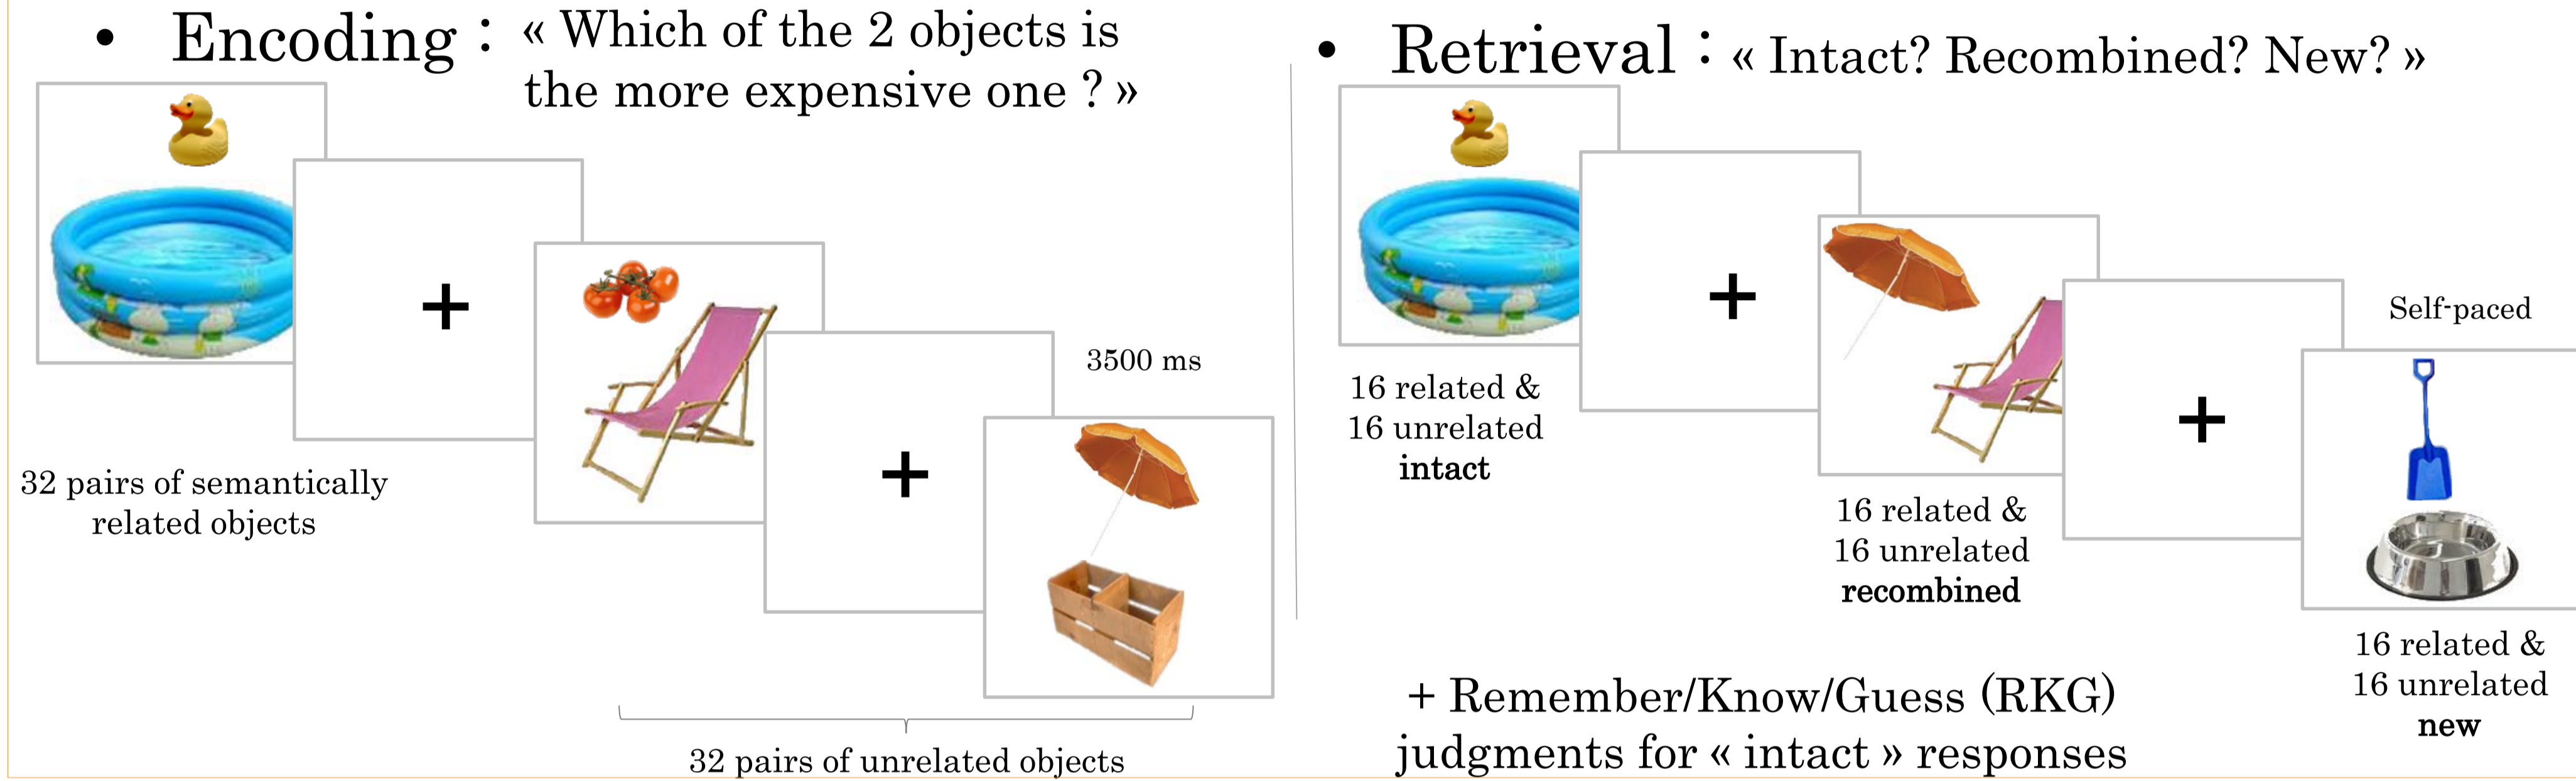 • Encoding : « Which of the 2 objects is
the more expensive one ? »
3500 ms
32 pairs of semantically
related objects
32 pairs of unrelated objects
• Retrieval : « Intact? Recombined? New? »
Self-paced
16 related &
16 unrelated
intact
16 related &
16 unrelated
recombined
16 related &
16 unrelated
new
+ Remember/Know/Guess (RKG)
judgments for « intact » responses